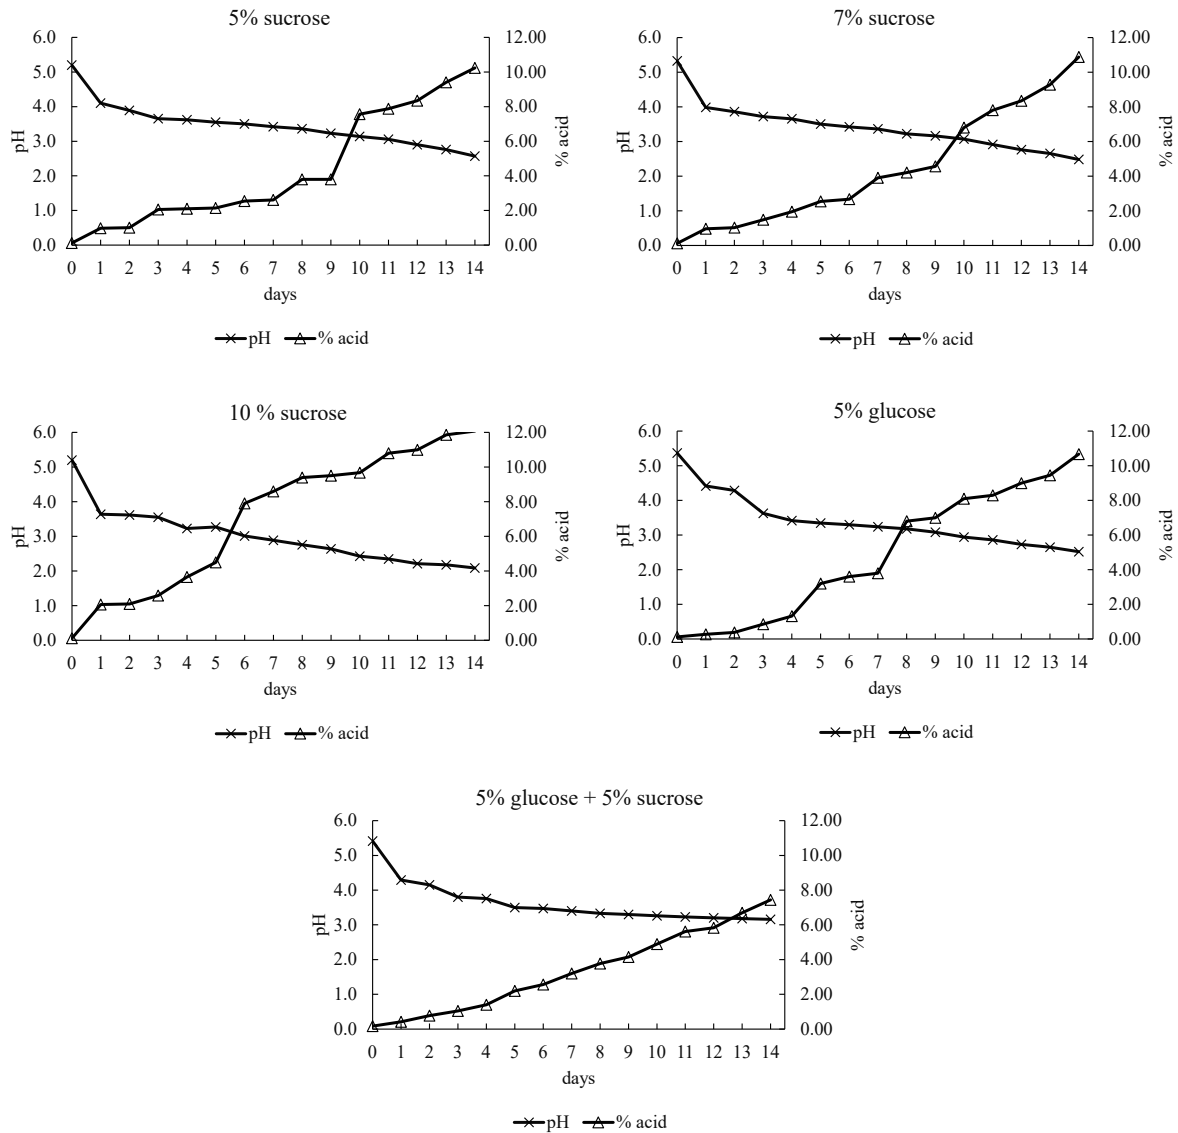 5% sucrose
6.0 12.00
5.0 10.00
4.0 8.00
3.0 6.00
2.0 4.00
1.0 2.00
0.0 0.00
pH
% acid
0 1 2 3 4 5 6 7 8 9 10 11 12 13 14
days
pH % acid
7% sucrose
6.0 12.00
5.0 10.00
4.0 8.00
3.0 6.00
2.0 4.00
1.0 2.00
0.0 0.00
pH
% acid
0 1 2 3 4 5 6 7 8 9 10 11 12 13 14
days
pH % acid
10 % sucrose
6.0 12.00
5.0 10.00
4.0 8.00
3.0 6.00
2.0 4.00
1.0 2.00
0.0 0.00
pH
% acid
0 1 2 3 4 5 6 7 8 9 10 11 12 13 14
days
pH % acid
5% glucose
6.0 12.00
5.0 10.00
4.0 8.00
3.0 6.00
2.0 4.00
1.0 2.00
0.0 0.00
pH
% acid
0 1 2 3 4 5 6 7 8 9 10 11 12 13 14
days
pH % acid
5% glucose + 5% sucrose
6.0 12.00
5.0 10.00
4.0 8.00
3.0 6.00
2.0 4.00
1.0 2.00
0.0 0.00
pH
% acid
0 1 2 3 4 5 6 7 8 9 10 11 12 13 14
days
pH % acid